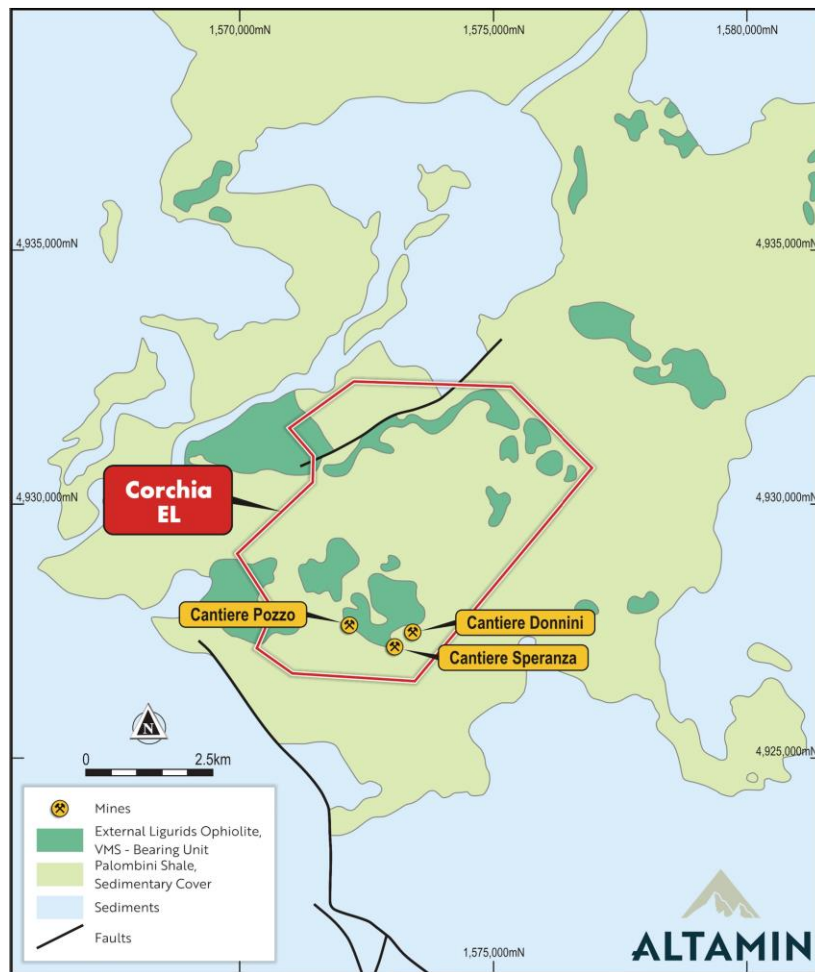 1,570,000mN
1,575,000mN
1,580,000mN
4,935,000mN
4,935,000mN
Corchia
EL
4,930,000mN
4,930,000mN
Cantiere Pozzo
Cantiere Donnini
Cantiere Speranza
N
0
2.5km
4,925,000mN
Mines
External Ligurids Ophiolite,
VMS - Bearing Unit
Palombini Shale,
Sedimentary Cover
Sediments
Faults
1,575,000mN
ALTAMIN